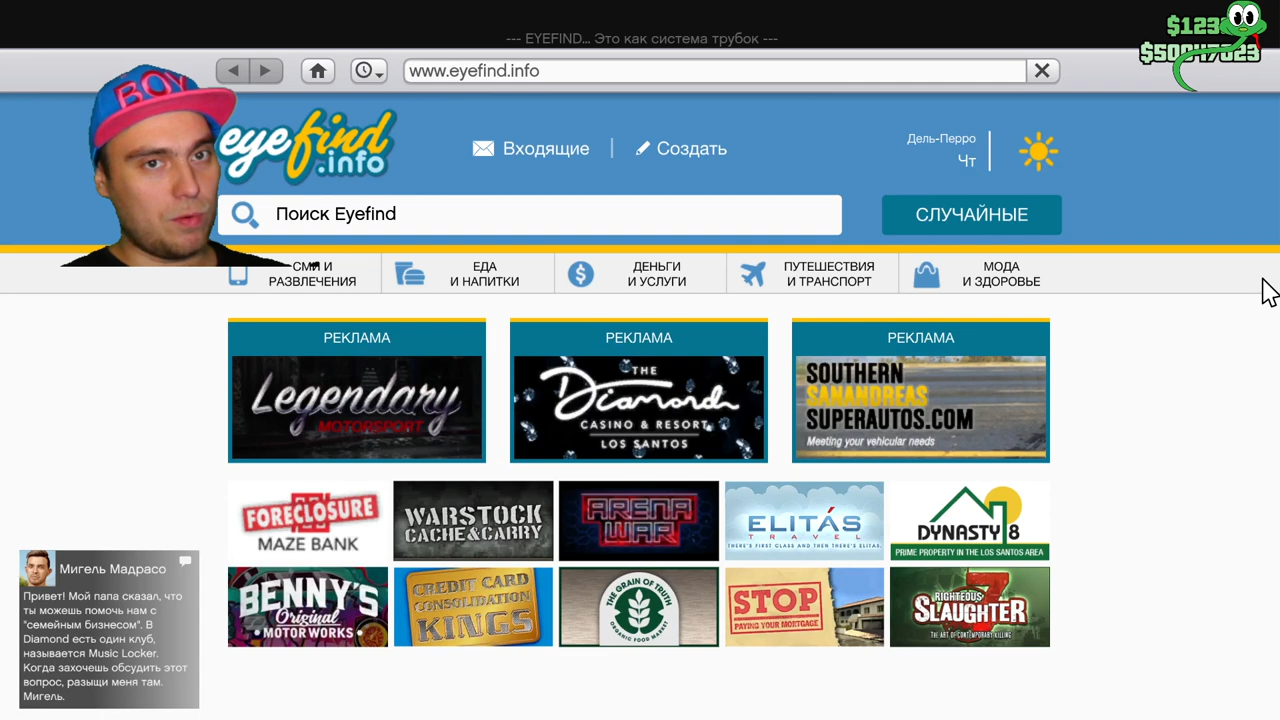 --- EYEFIND... Это как система трубок ---
www.eyefind.info
BOY
eyefind
.info
Входящие
Создать
Дель-Перро
Чт
Поиск Eyefind
СЛУЧАЙНЫЕ
СМИ И
РАЗВЛЕЧЕНИЯ
ЕДА
И НАПИТКИ
ДЕНЬГИ
И УСЛУГИ
ПУТЕШЕСТВИЯ
И ТРАНСПОРТ
МОДА
И ЗДОРОВЬЕ
РЕКЛАМА
Legendary
MOTORSPORT
РЕКЛАМА
THE
Diamond
CASINO & RESORT
LOS SANTOS
РЕКЛАМА
SOUTHERN
SANANDREAS
SUPERAUTOS.COM
Meeting your vehicular needs
FORECLOSURE
MAZE BANK
WARSTOCK
CACHE&CARRY
ARENA
WAR
ELITÁS
TRAVEL
THERE'S FIRST CLASS AND THEN THERE'S ELITAS.
DYNASTY 8
PRIME PROPERTY IN THE LOS SANTOS AREA
BENNY'S
Original
MOTOR WORKS
CREDIT CARD
CONSOLIDATION
KINGS
THE GRAIN OF TRUTH
ORGANIC FOOD MARKET
STOP
PAYING YOUR MORTGAGE
RIGHTEOUS
SLAUGHTER
7
THE ART OF CONTEMPORARY KILLING
Мигель Мадрасо
Привет! Мой папа сказал, что
ты можешь помочь нам с
"семейным бизнесом". В
Diamond есть один клуб,
называется Music Locker.
Когда захочешь обсудить этот
вопрос, разыщи меня там.
Мигель.